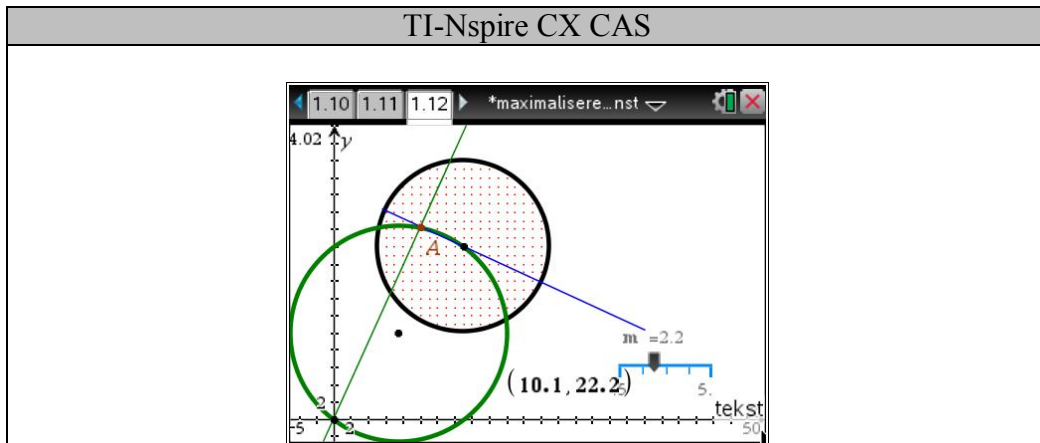 TI-Nspire CX CAS
1.10 1.11 1.12 *maximalisere...nst
4.02 y
A
m =2.2
(10.1, 22.2)
.5 5.
2
tekst
-5 2 50